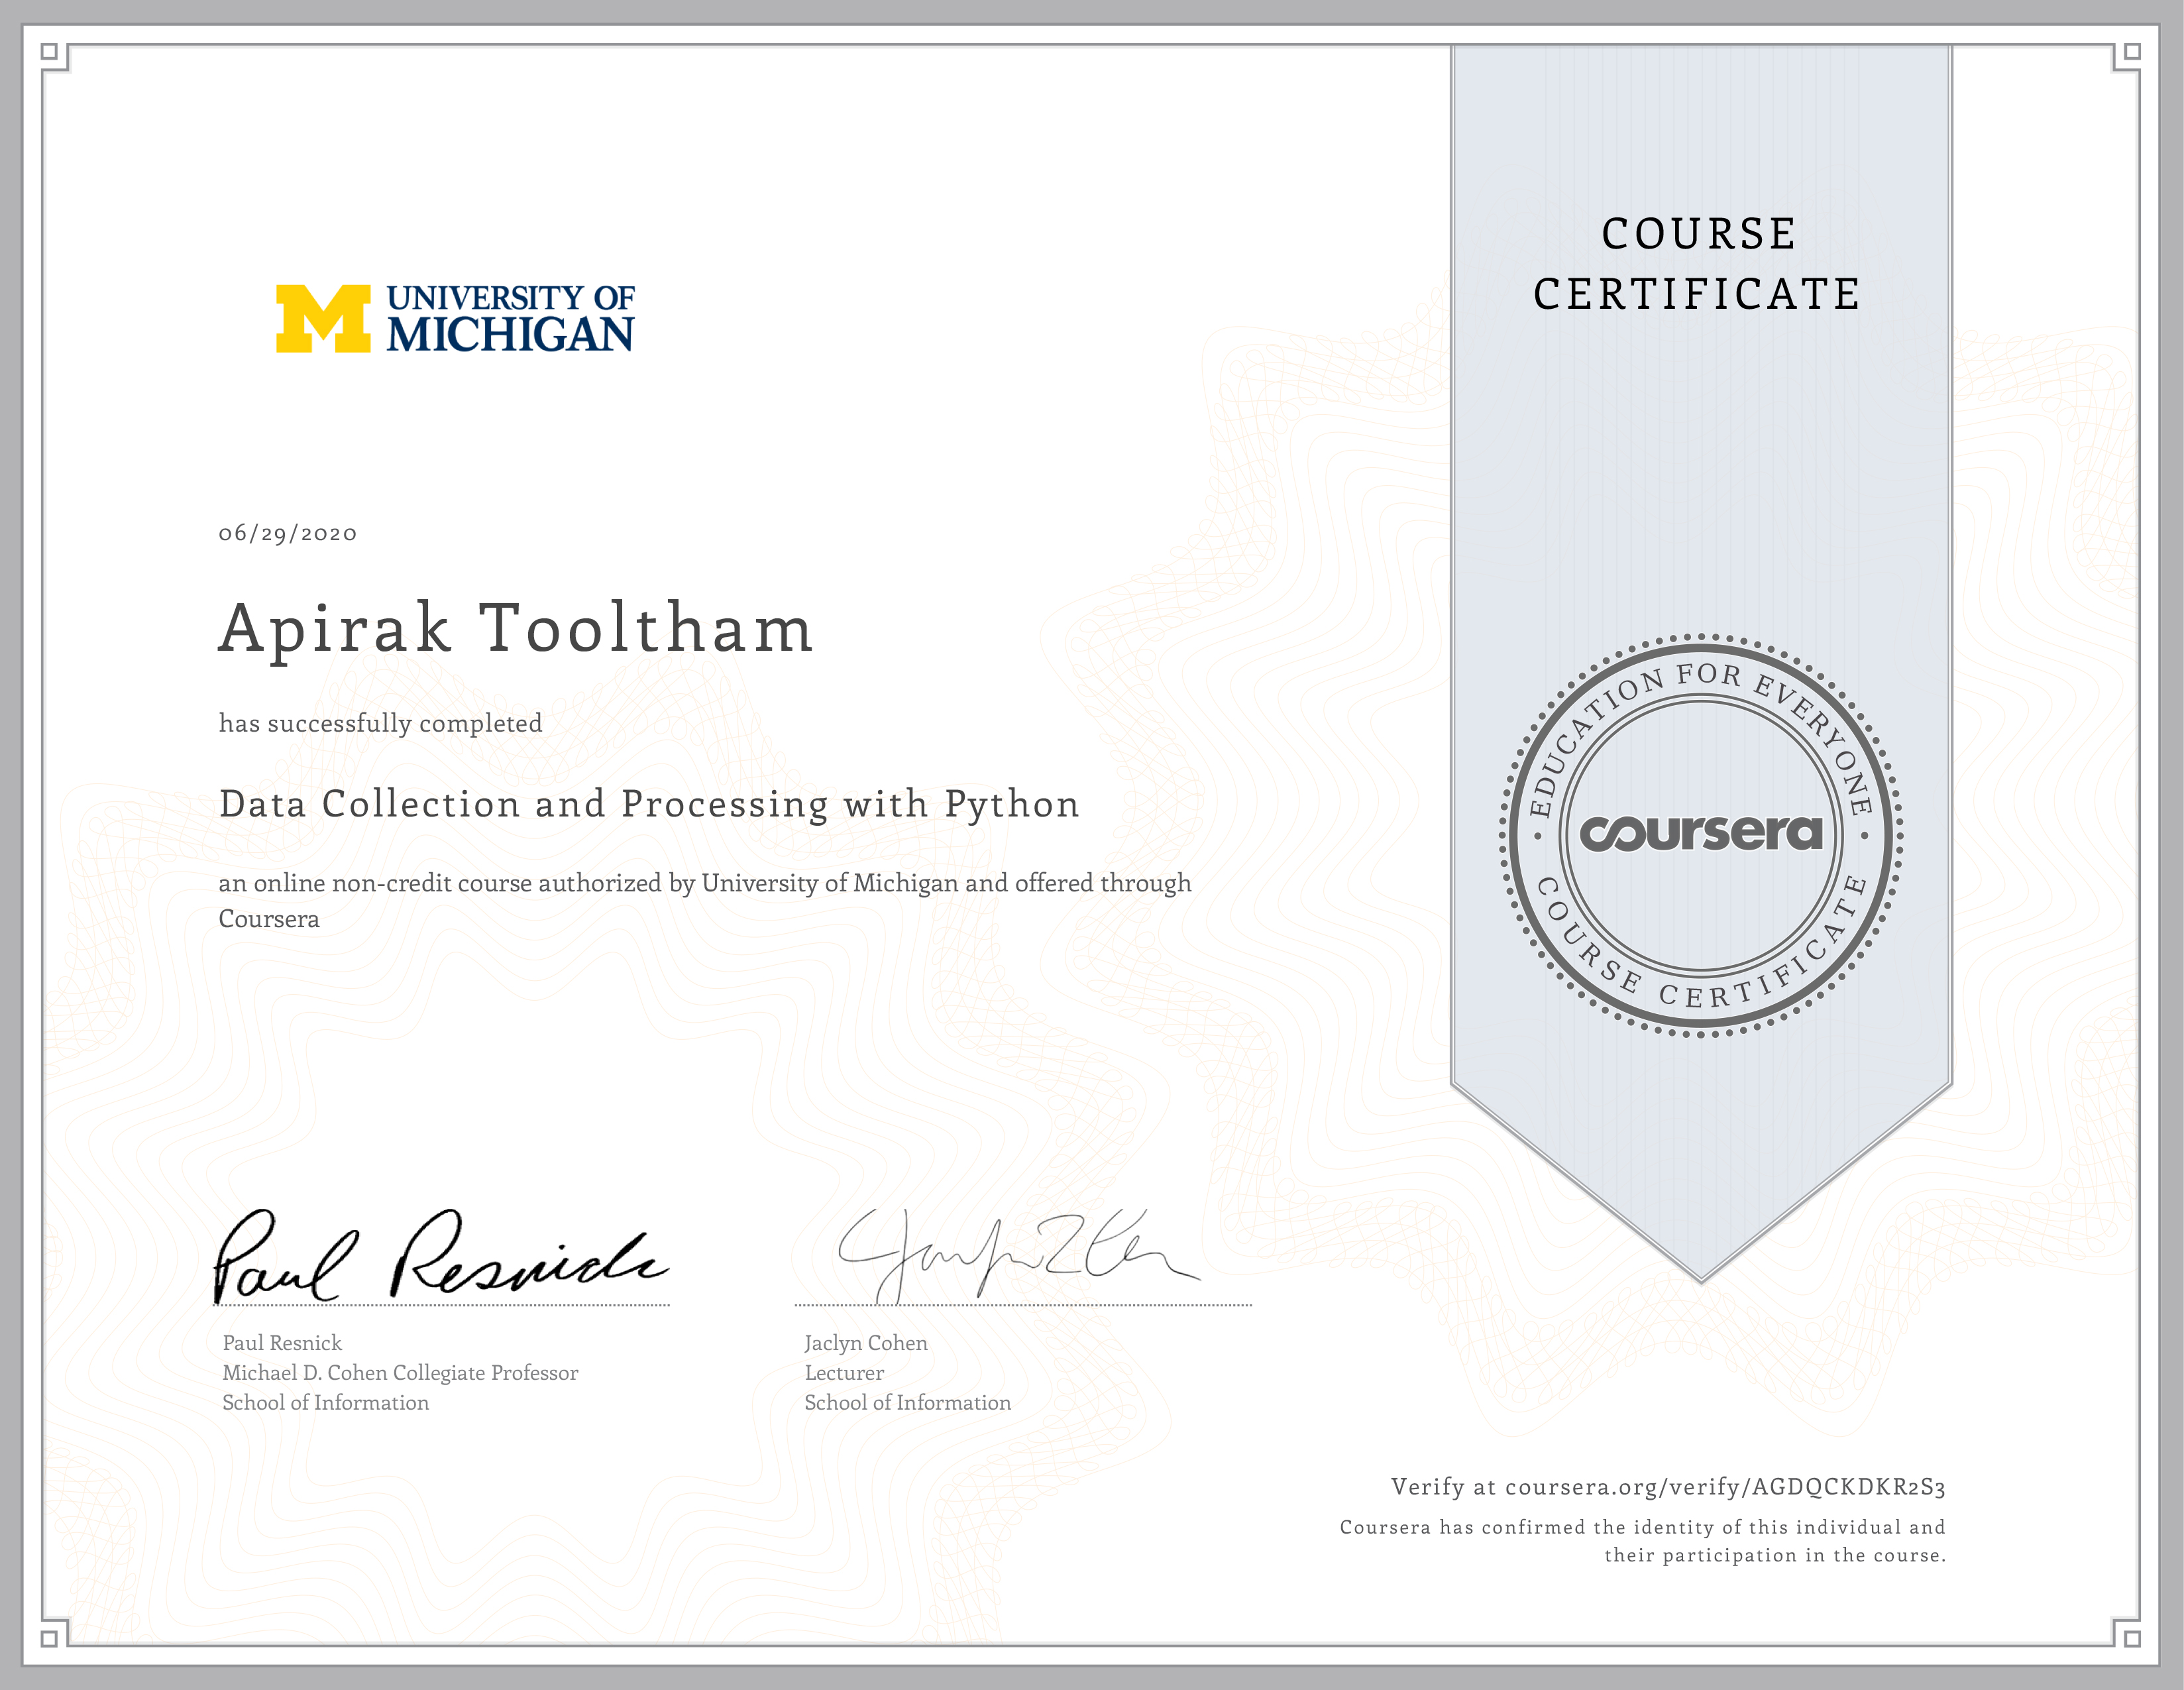 UNIVERSITY OF
MICHIGAN
COURSE
CERTIFICATE
06/29/2020
Apirak Tooltham
has successfully completed
Data Collection and Processing with Python
an online non-credit course authorized by University of Michigan and offered through
Coursera
EDUCATION FOR EVERYONE
coursera
COURSE CERTIFICATE
Paul Resnick
Paul Resnick
Michael D. Cohen Collegiate Professor
School of Information
Jaclyn Cohen
Lecturer
School of Information
Verify at coursera.org/verify/AGDQCKDKR2S3
Coursera has confirmed the identity of this individual and
their participation in the course.